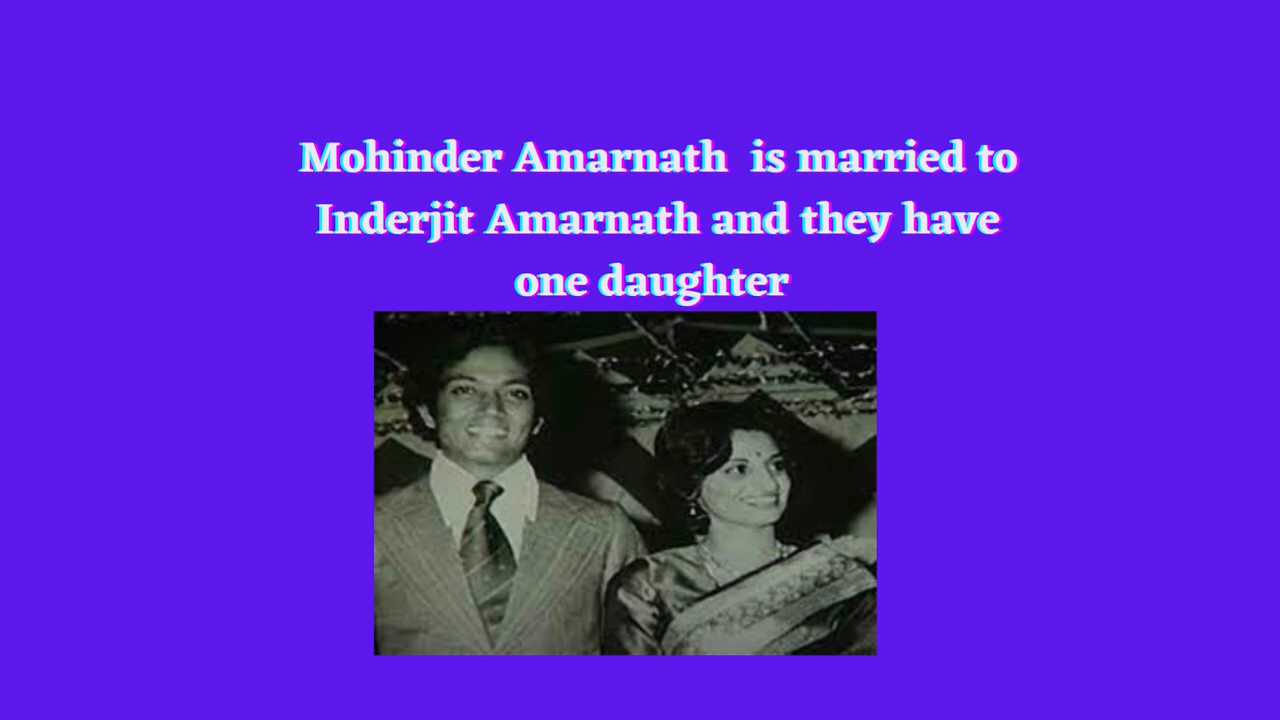 Mohinder Amarnath  is married to
Inderjit Amarnath and they have
one daughter